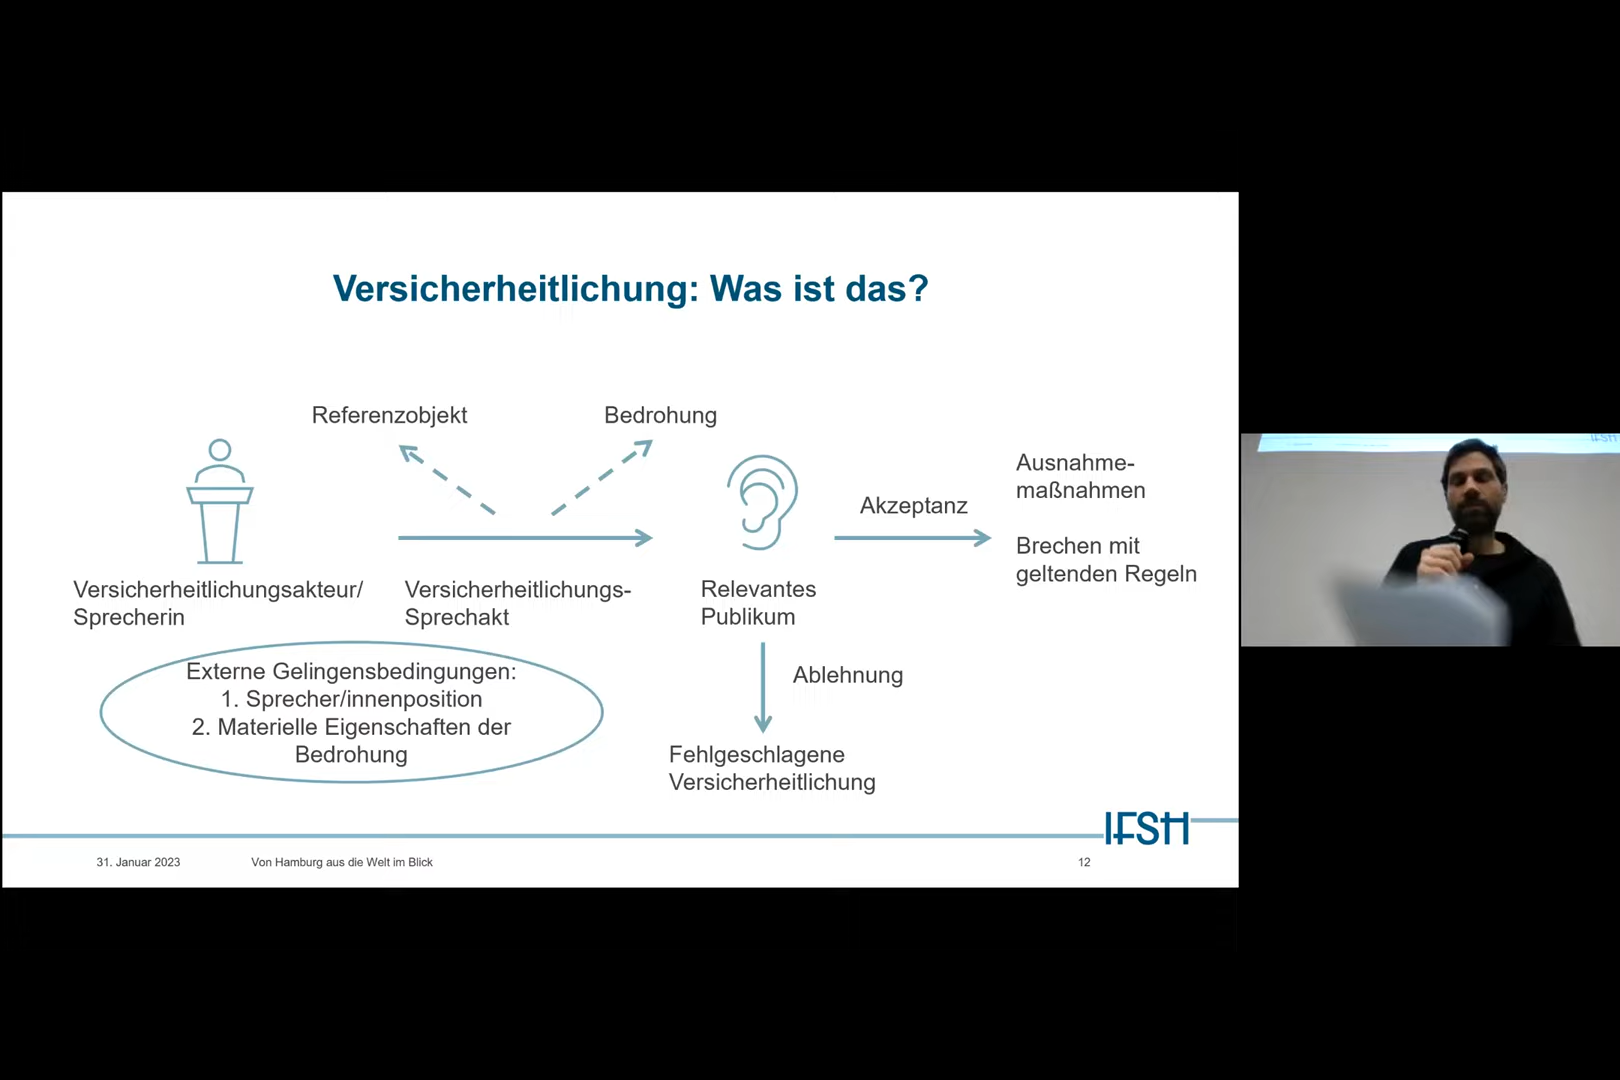 Versicherheitlichung: Was ist das?
Referenzobjekt
Bedrohung
Versicherheitlichungsakteur/
Sprecherin
Versicherheitlichungs-
Sprechakt
Relevantes
Publikum
Akzeptanz
Ausnahme-
maßnahmen
Brechen mit
geltenden Regeln
Externe Gelingensbedingungen:
1. Sprecher/innenposition
2. Materielle Eigenschaften der
Bedrohung
Ablehnung
Fehlgeschlagene
Versicherheitlichung
IFSH
31. Januar 2023
Von Hamburg aus die Welt im Blick
12
IFSH